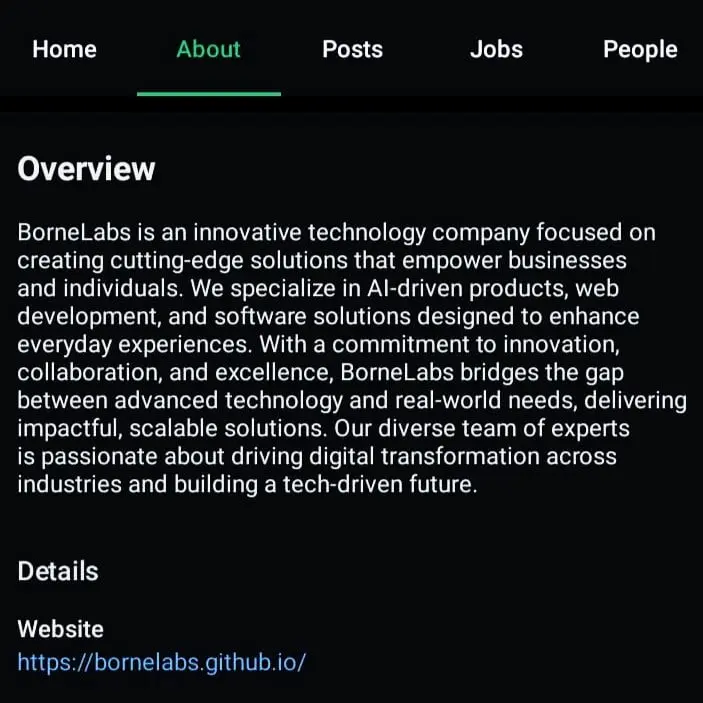 Home About Posts Jobs People
Overview
BorneLabs is an innovative technology company focused on
creating cutting-edge solutions that empower businesses
and individuals. We specialize in AI-driven products, web
development, and software solutions designed to enhance
everyday experiences. With a commitment to innovation,
collaboration, and excellence, BorneLabs bridges the gap
between advanced technology and real-world needs, delivering
impactful, scalable solutions. Our diverse team of experts
is passionate about driving digital transformation across
industries and building a tech-driven future.
Details
Website
https://bornelabs.github.io/